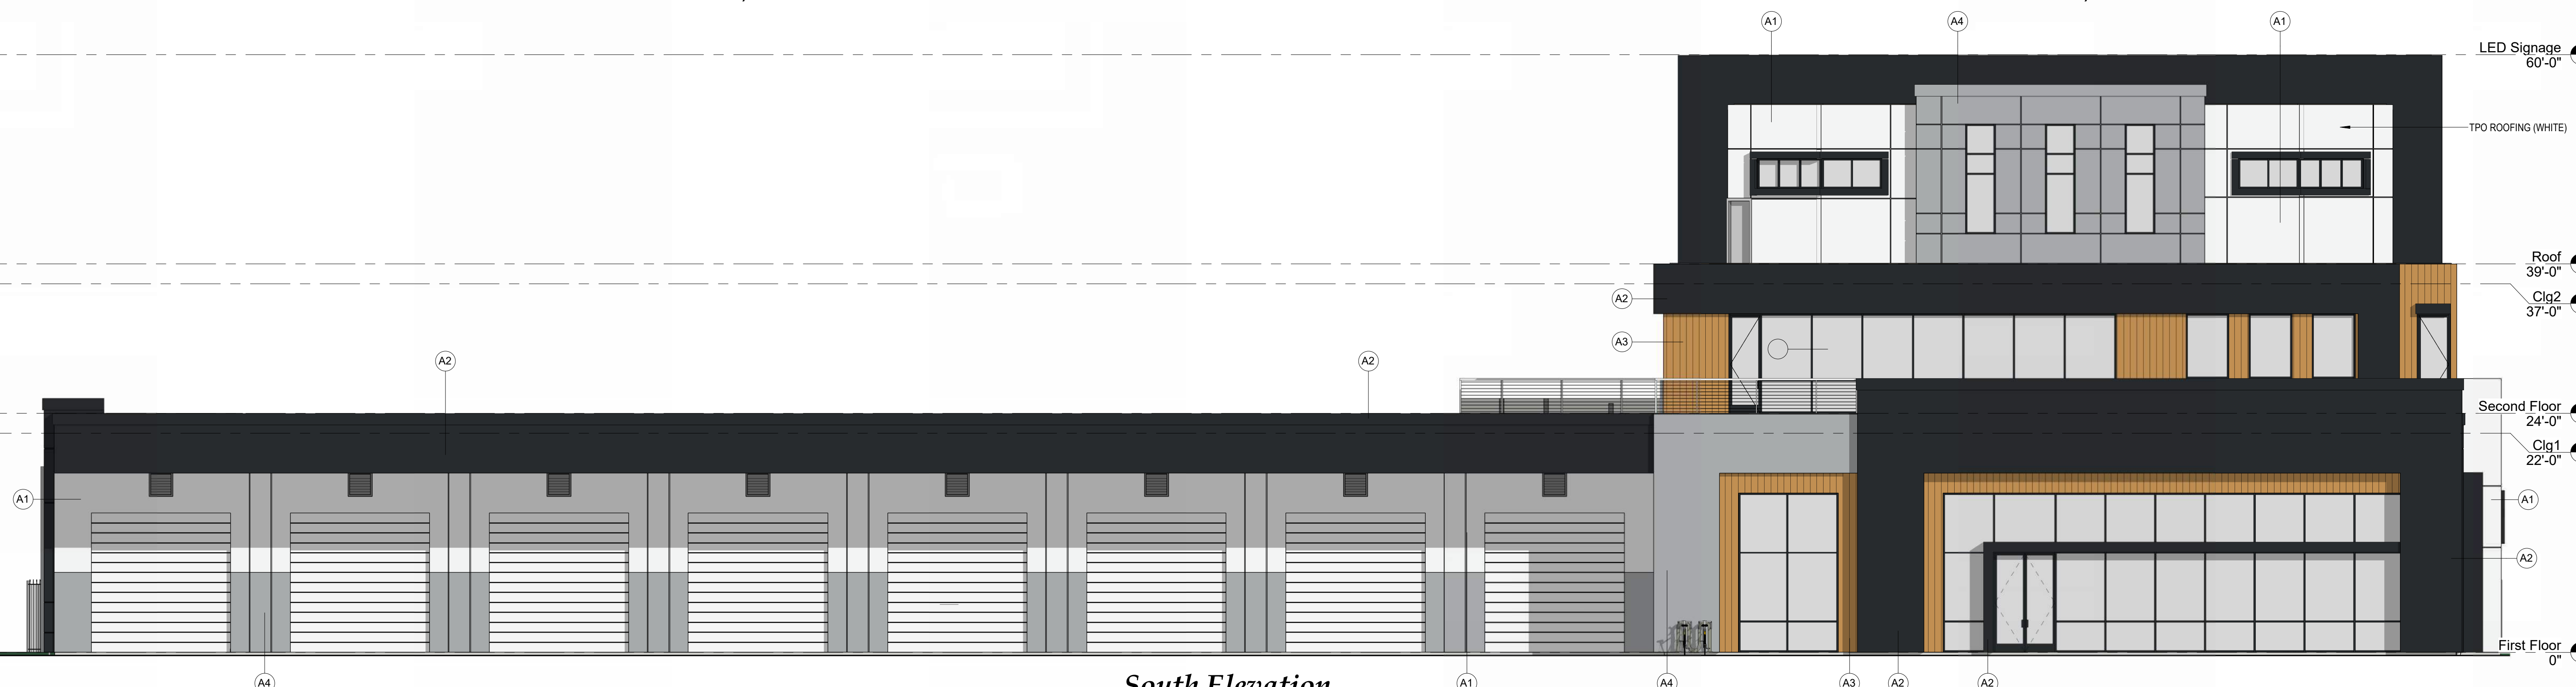 A1
A4
A1
LED Signage
60'-0"
TPO ROOFING (WHITE)
Roof
39'-0"
A2
Clg2
37'-0"
A3
A2
A2
Second Floor
24'-0"
Clg1
22'-0"
A1
A1
A2
First Floor
0"
A4
South Elevation
A1
A4
A3
A2
A2